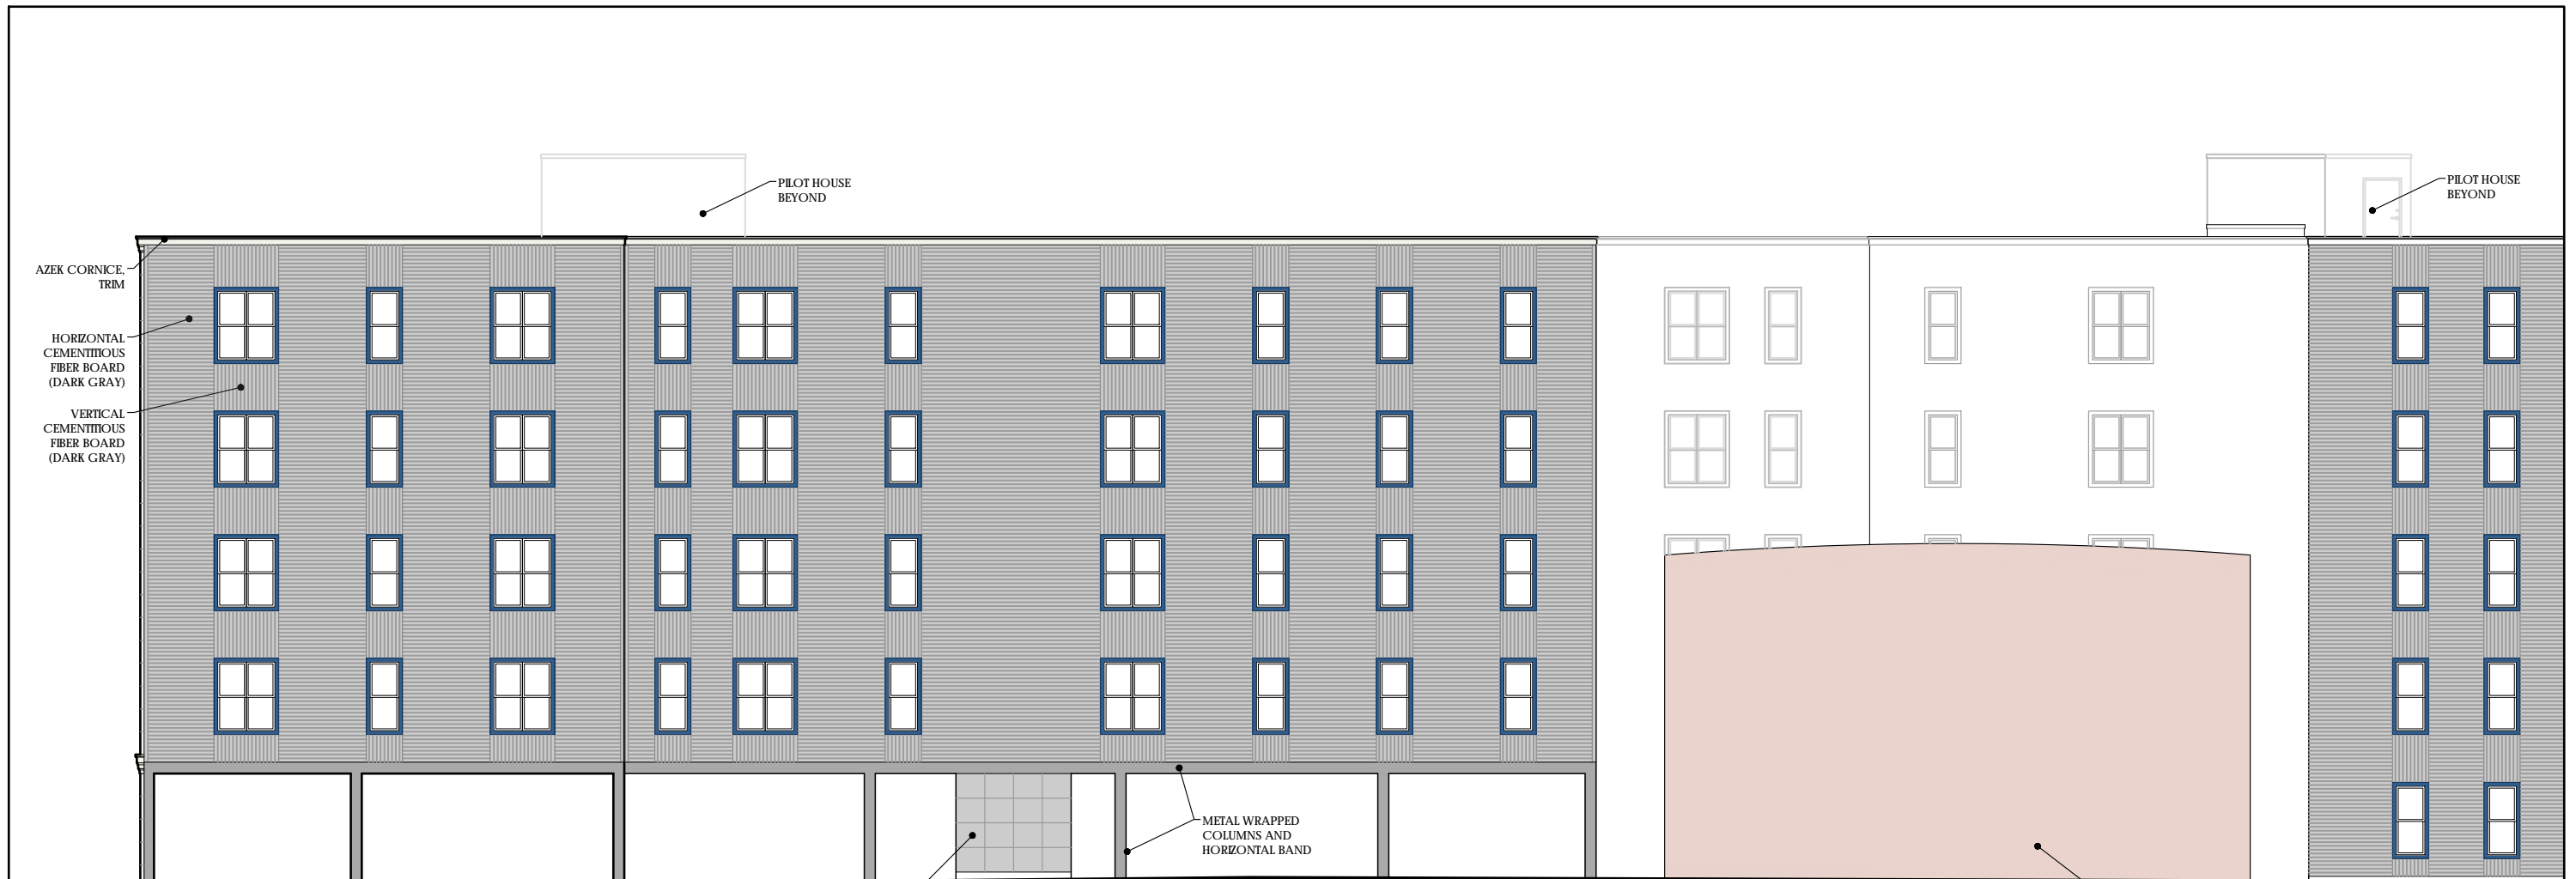 PILOT HOUSE
BEYOND
PILOT HOUSE
BEYOND
AZEK CORNICE,
TRIM
HORIZONTAL
CEMENTITIOUS
FIBER BOARD
(DARK GRAY)
VERTICAL
CEMENTITIOUS
FIBER BOARD
(DARK GRAY)
METAL WRAPPED
COLUMNS AND
HORIZONTAL BAND